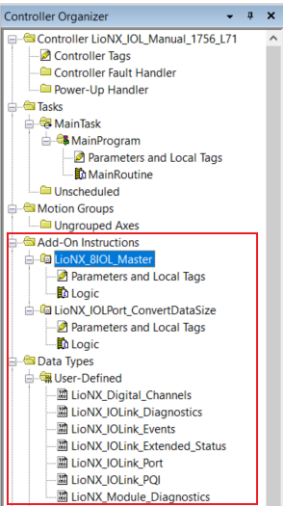 Controller Organizer
Controller LioNX_IOL_Manual_1756_L71
Controller Tags
Controller Fault Handler
Power-Up Handler
Tasks
MainTask
MainProgram
Parameters and Local Tags
MainRoutine
Unscheduled
Motion Groups
Ungrouped Axes
Add-On Instructions
LioNX_8IOL_Master
Parameters and Local Tags
Logic
LioNX_IOLPort_ConvertDataSize
Parameters and Local Tags
Logic
Data Types
User-Defined
LioNX_Digital_Channels
LioNX_IOLink_Diagnostics
LioNX_IOLink_Events
LioNX_IOLink_Extended_Status
LioNX_IOLink_Port
LioNX_IOLink_PQI
LioNX_Module_Diagnostics